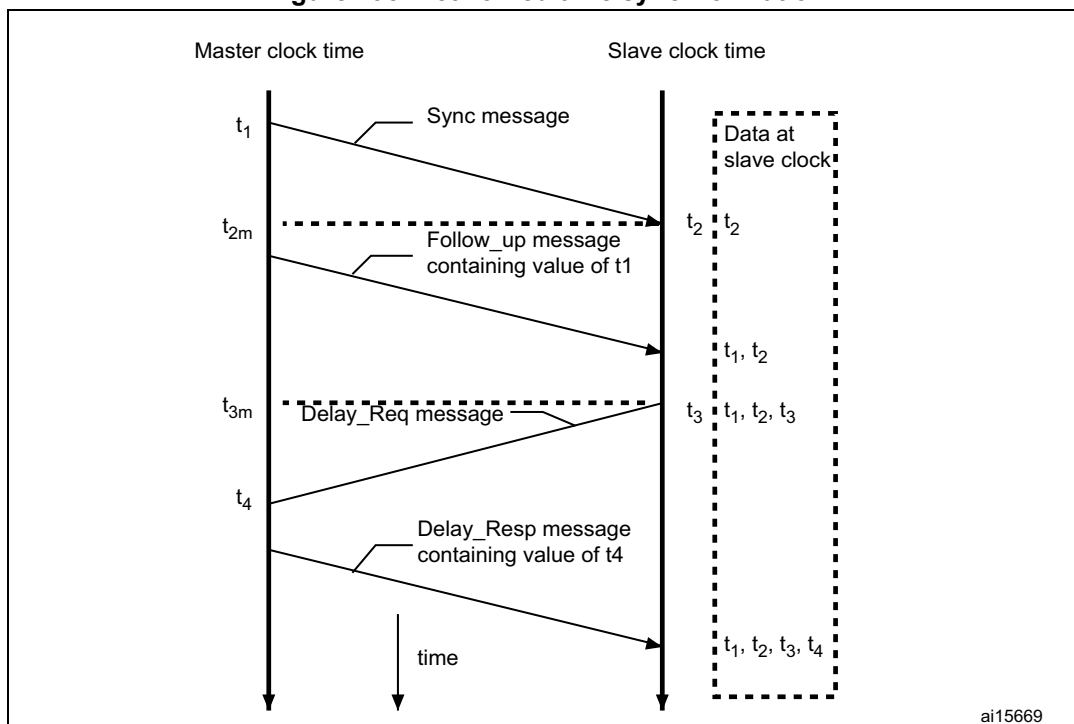 Master clock time
Slave clock time
t1
Sync message
Data at
slave clock
t2m
t2
t2
Follow_up message
containing value of t1
t1, t2
t3m
Delay_Req message
t3
t1, t2, t3
t4
Delay_Resp message
containing value of t4
t1, t2, t3, t4
time
ai15669